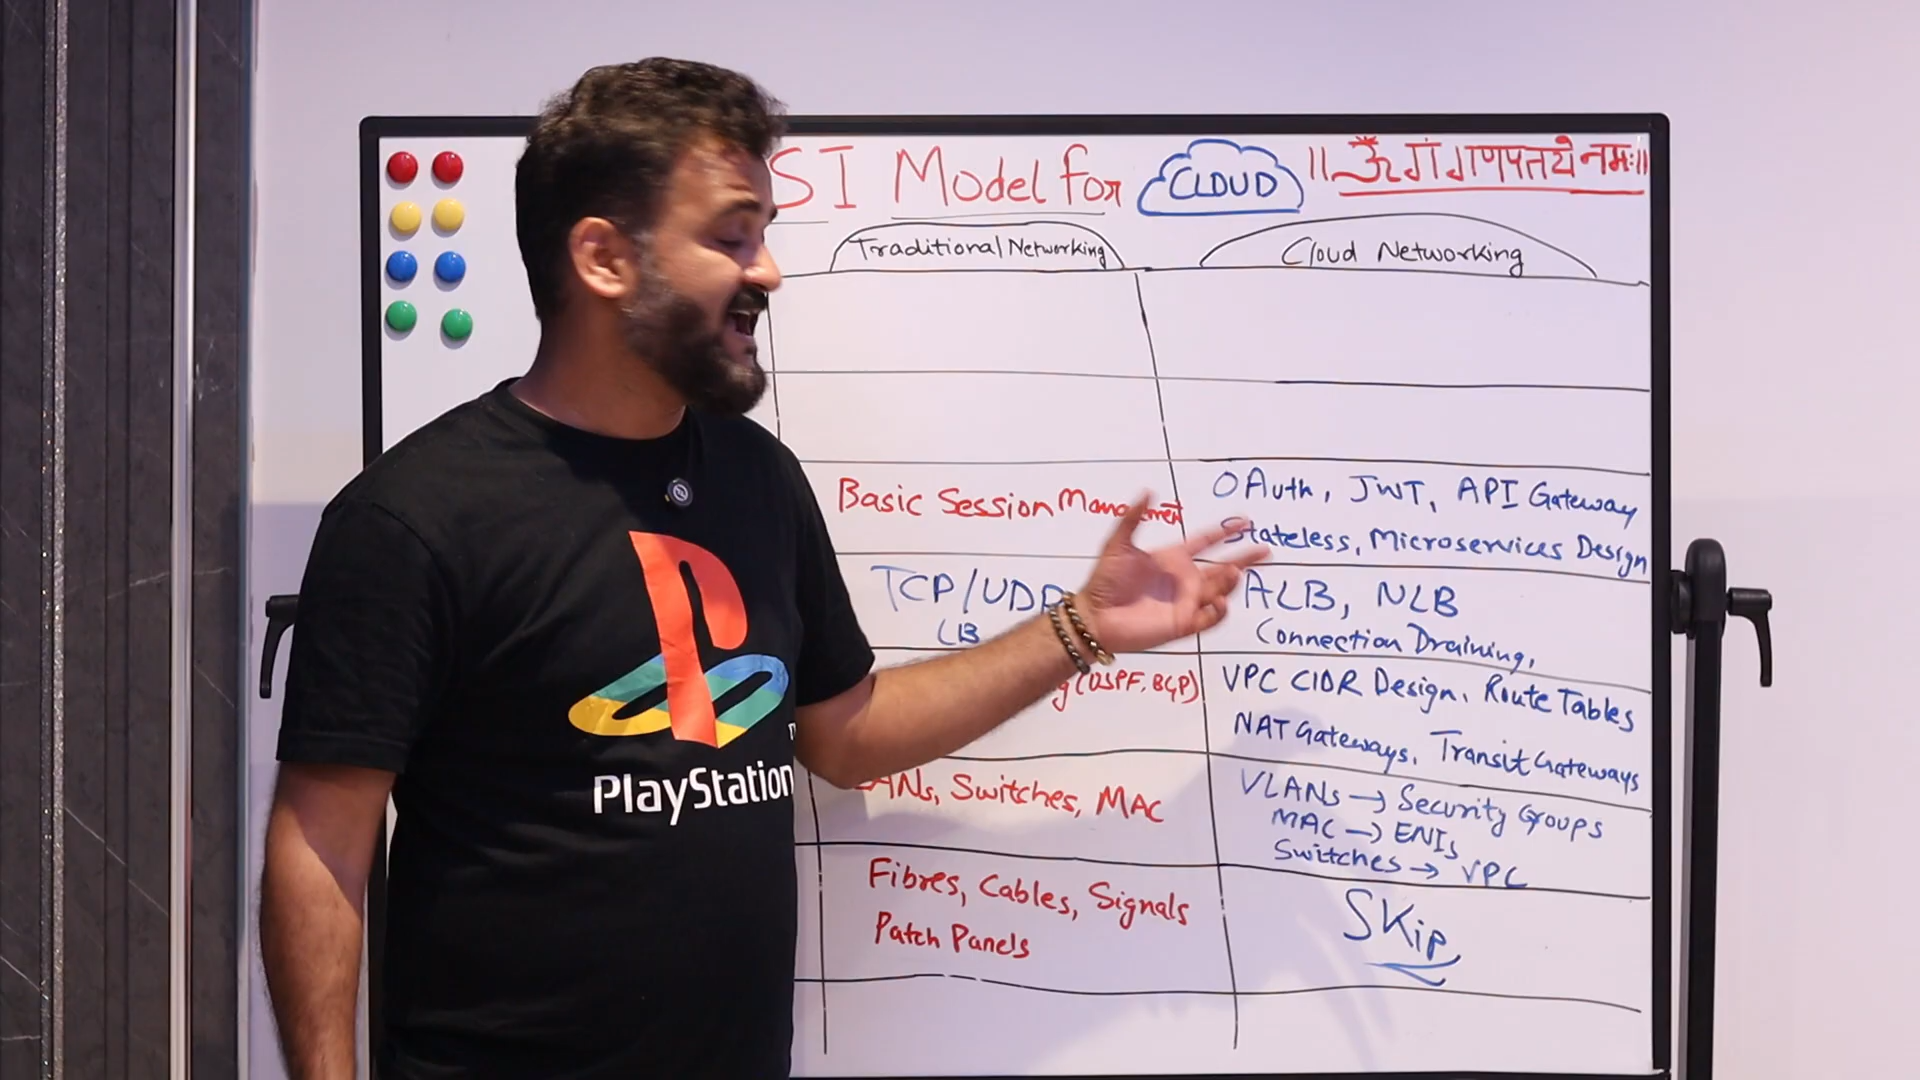 SI Model for CLOUD ||ॐ गं गणपतये नमः||
Traditional Networking
Cloud Networking
Basic Session Management
OAuth, JWT, API Gateway
Stateless, Microservices Design
TCP/UDP
LB
ALB, NLB
Connection Draining,
(OSPF, BGP)
VPC CIDR Design, Route Tables
NAT Gateways, Transit Gateways
LANs, Switches, MAC
VLANs → Security Groups
MAC → ENIs
Switches → VPC
Fibres, Cables, Signals
Patch Panels
Skip
PlayStation